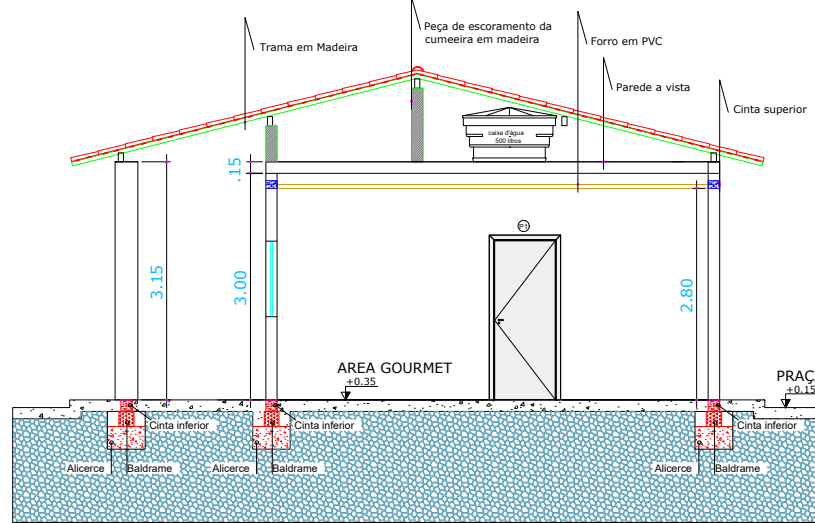 Peça de escoramento da
cumeeira em madeira
Forro em PVC
Trama em Madeira
Parede a vista
Cinta superior
caixa d'água
500 litros
.15
P1
3.15
3.00
2.80
AREA GOURMET
+0.35
PRAÇ
+0.15
Cinta inferior
Cinta inferior
Cinta inferior
Alicerce
Baldrame
Alicerce
Baldrame
Alicerce
Baldrame